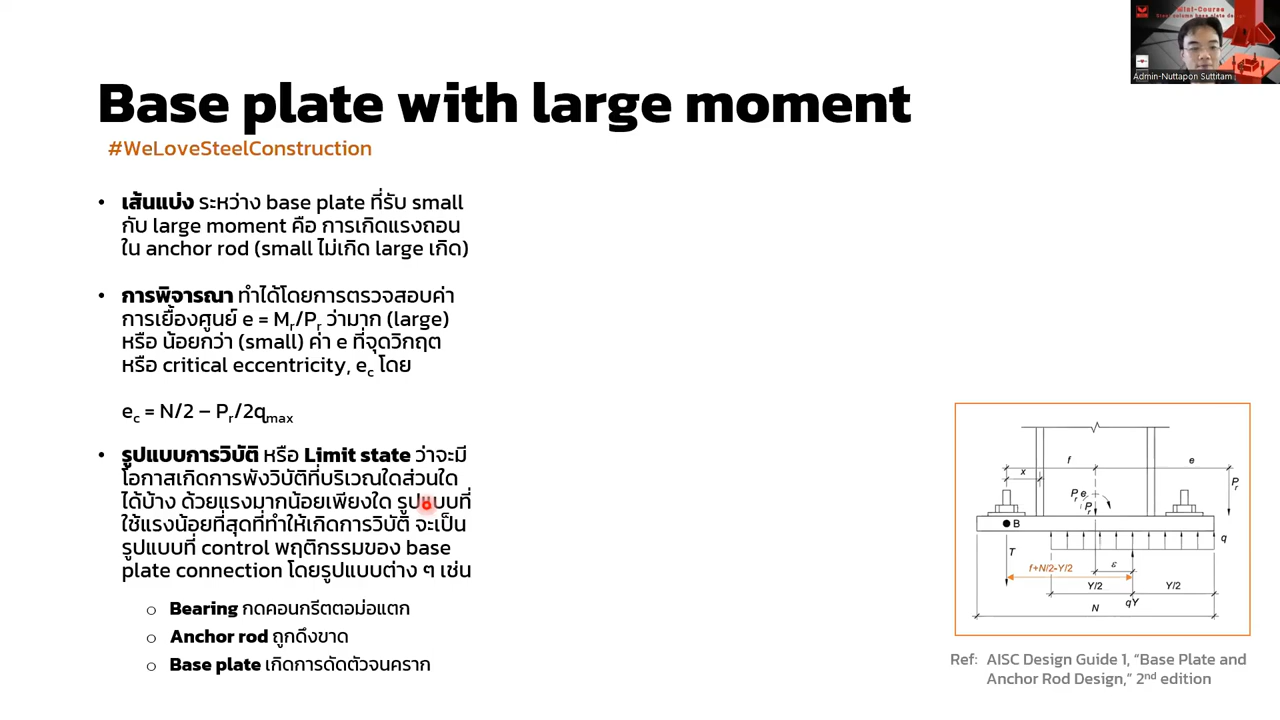 Mini-Course
Steel column base plate de
Admin-Nuttapon Suttitam
Base plate with large moment
#WeLoveSteelConstruction
• เส้นแบ่ง ระหว่าง base plate ที่รับ small
กับ large moment คือ การเกิดแรงถอน
ใน anchor rod (small ไม่เกิด large เกิด)
• การพิจารณา ทำได้โดยการตรวจสอบค่า
การเยื้องศูนย์ e = Mr/Pr ว่ามาก (large)
หรือ น้อยกว่า (small) ค่า e ที่จุดวิกฤต
หรือ critical eccentricity, ec โดย
ec = N/2 – Pr/2qmax
• รูปแบบการวิบัติ หรือ Limit state ว่าจะมี
โอกาสเกิดการพังวิบัติที่บริเวณใดส่วนใด
ได้บ้าง ด้วยแรงมากน้อยเพียงใด รูปแบบที่
ใช้แรงน้อยที่สุดที่ทำให้เกิดการวิบัติ จะเป็น
รูปแบบที่ control พฤติกรรมของ base
plate connection โดยรูปแบบต่าง ๆ เช่น
o Bearing กดคอนกรีตตอม่อแตก
o Anchor rod ถูกดึงขาด
o Base plate เกิดการดัดตัวจนคราก
f e
x
Pr e
Pr
Pr
B
q
T
ε
f+N/2-Y/2
Y/2 Y/2
qY
N
Ref: AISC Design Guide 1, “Base Plate and
Anchor Rod Design,” 2nd edition